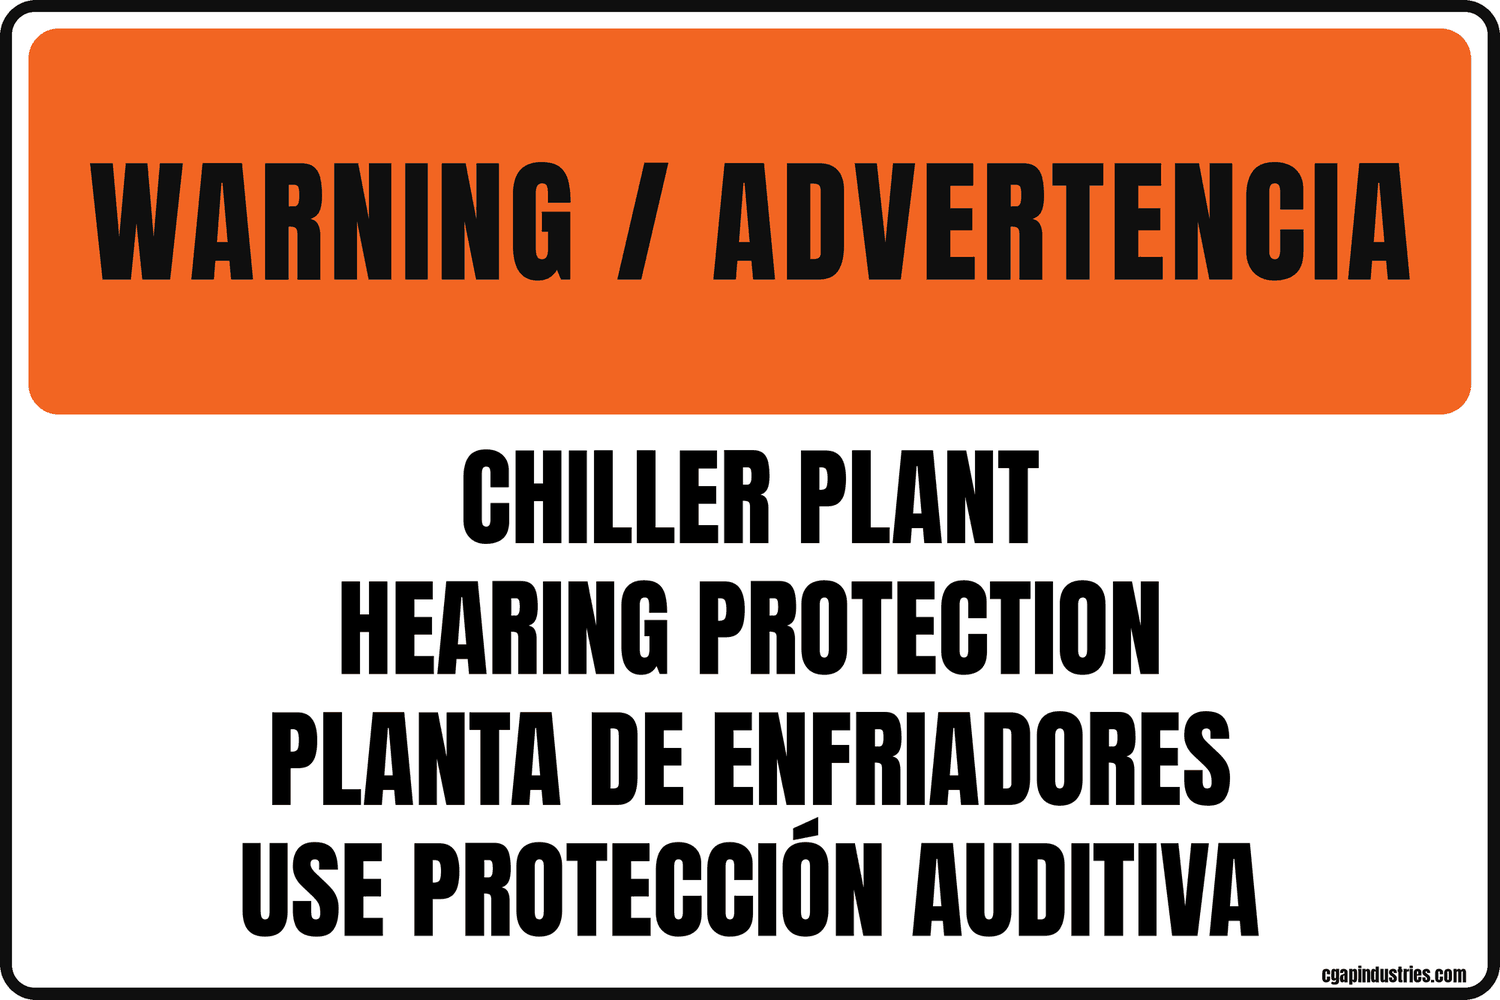 WARNING / ADVERTENCIA
CHILLER PLANT
HEARING PROTECTION
PLANTA DE ENFRIADORES
USE PROTECCIÓN AUDITIVA
cgapindustries.com